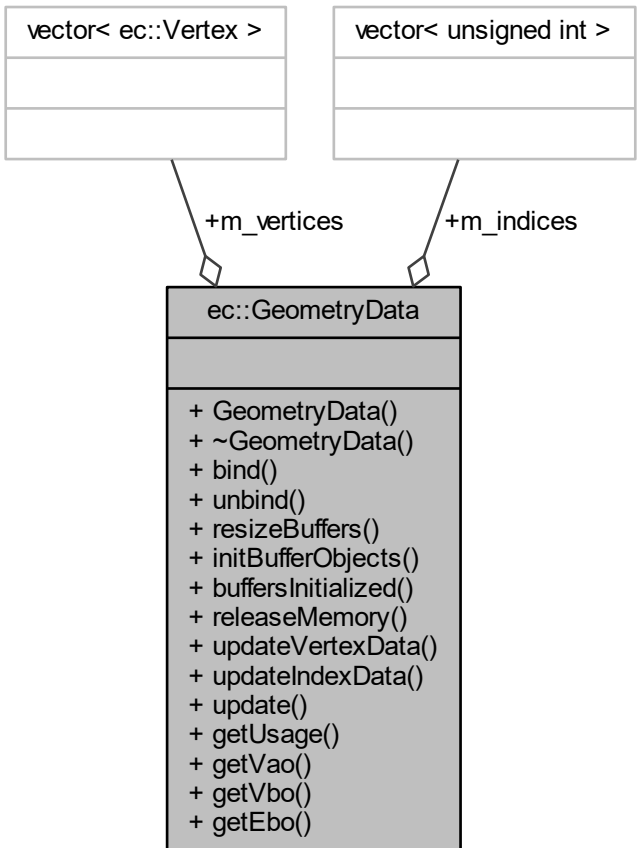 vector< ec::Vertex >
vector< unsigned int >
+m_vertices
+m_indices
ec::GeometryData
+ GeometryData()
+ ~GeometryData()
+ bind()
+ unbind()
+ resizeBuffers()
+ initBufferObjects()
+ buffersInitialized()
+ releaseMemory()
+ updateVertexData()
+ updateIndexData()
+ update()
+ getUsage()
+ getVao()
+ getVbo()
+ getEbo()